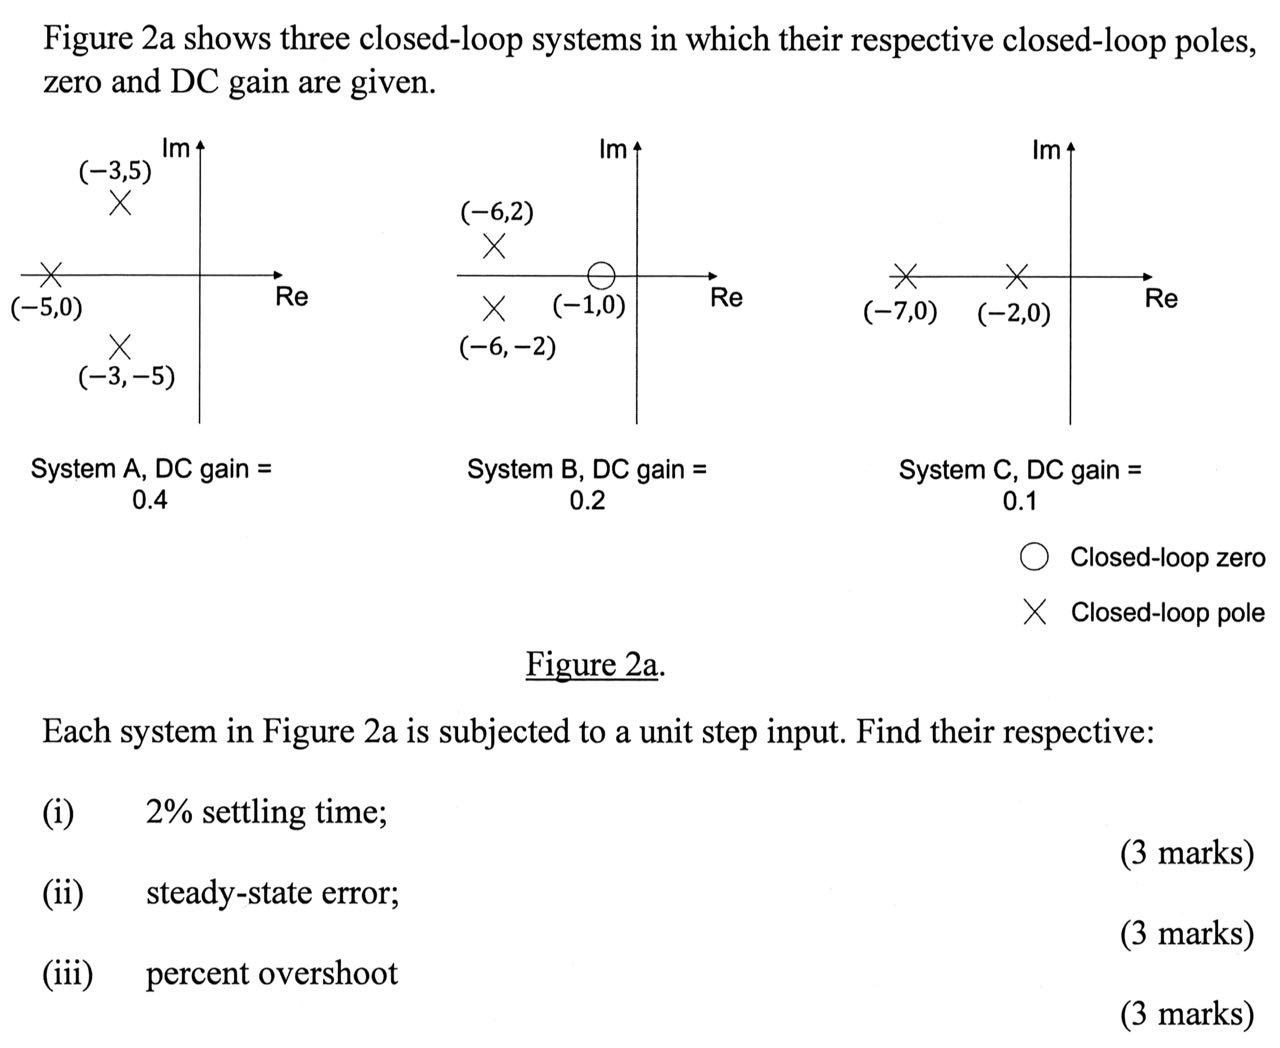 Figure 2a shows three closed-loop systems in which their respective closed-loop poles,
zero and DC gain are given.
Im
(−3,5)
(−5,0)
Re
(−3,−5)
System A, DC gain =
0.4
Im
(−6,2)
(−1,0)
Re
(−6,−2)
System B, DC gain =
0.2
Im
(−7,0)
(−2,0)
Re
System C, DC gain =
0.1
Closed-loop zero
Closed-loop pole
Figure 2a.
Each system in Figure 2a is subjected to a unit step input. Find their respective:
(i) 2% settling time;
(3 marks)
(ii) steady-state error;
(3 marks)
(iii) percent overshoot
(3 marks)